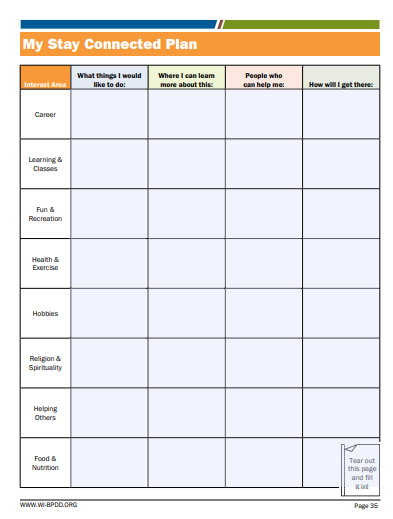 My Stay Connected Plan
Interest Area
What things I would
like to do:
Where I can learn
more about this:
People who
can help me:
How will I get there:
Career
Learning &
Classes
Fun &
Recreation
Health &
Exercise
Hobbies
Religion &
Spirituality
Helping
Others
Food &
Nutrition
Tear out
this page
and fill
it in!
WWW.WI-BPDD.ORG
Page 35